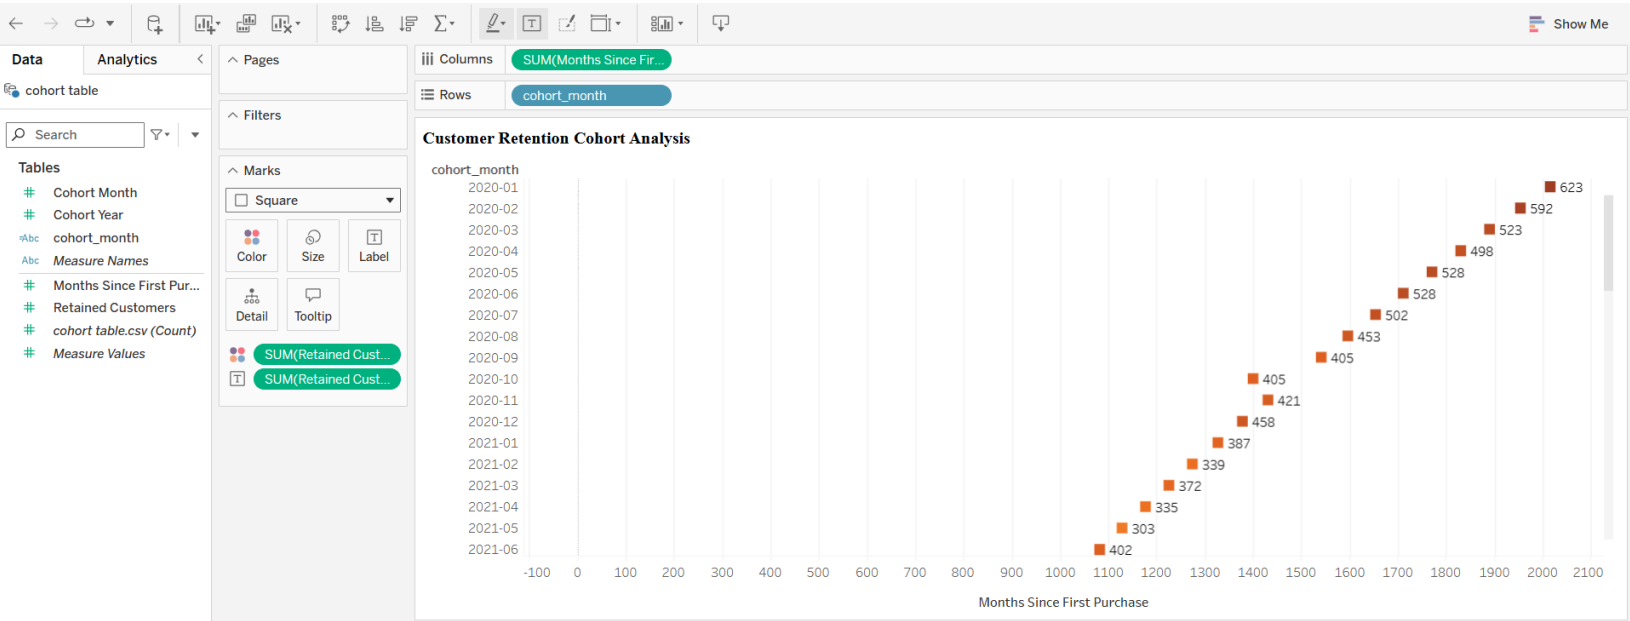 Show Me
Data
Analytics
cohort table
Search
Tables
Cohort Month
Cohort Year
Abc cohort_month
Abc Measure Names
Months Since First Pur...
Retained Customers
cohort table.csv (Count)
Measure Values
Pages
Filters
Marks
Square
Color
Size
T
Label
Detail
Tooltip
SUM(Retained Cust...
T SUM(Retained Cust...
Columns
SUM(Months Since Fir...
Rows
cohort_month
Customer Retention Cohort Analysis
cohort_month
2020-01 623
2020-02 592
2020-03 523
2020-04 498
2020-05 528
2020-06 528
2020-07 502
2020-08 453
2020-09 405
2020-10 405
2020-11 421
2020-12 458
2021-01 387
2021-02 339
2021-03 372
2021-04 335
2021-05 303
2021-06 402
-100 0 100 200 300 400 500 600 700 800 900 1000 1100 1200 1300 1400 1500 1600 1700 1800 1900 2000 2100
Months Since First Purchase